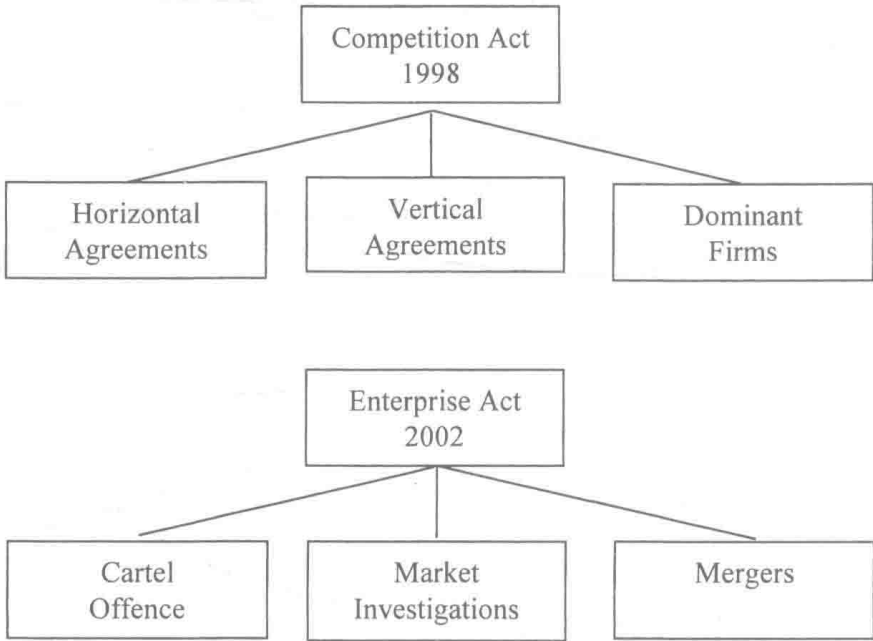 Competition Act
1998
Horizontal
Agreements
Vertical
Agreements
Dominant
Firms
Enterprise Act
2002
Cartel
Offence
Market
Investigations
Mergers